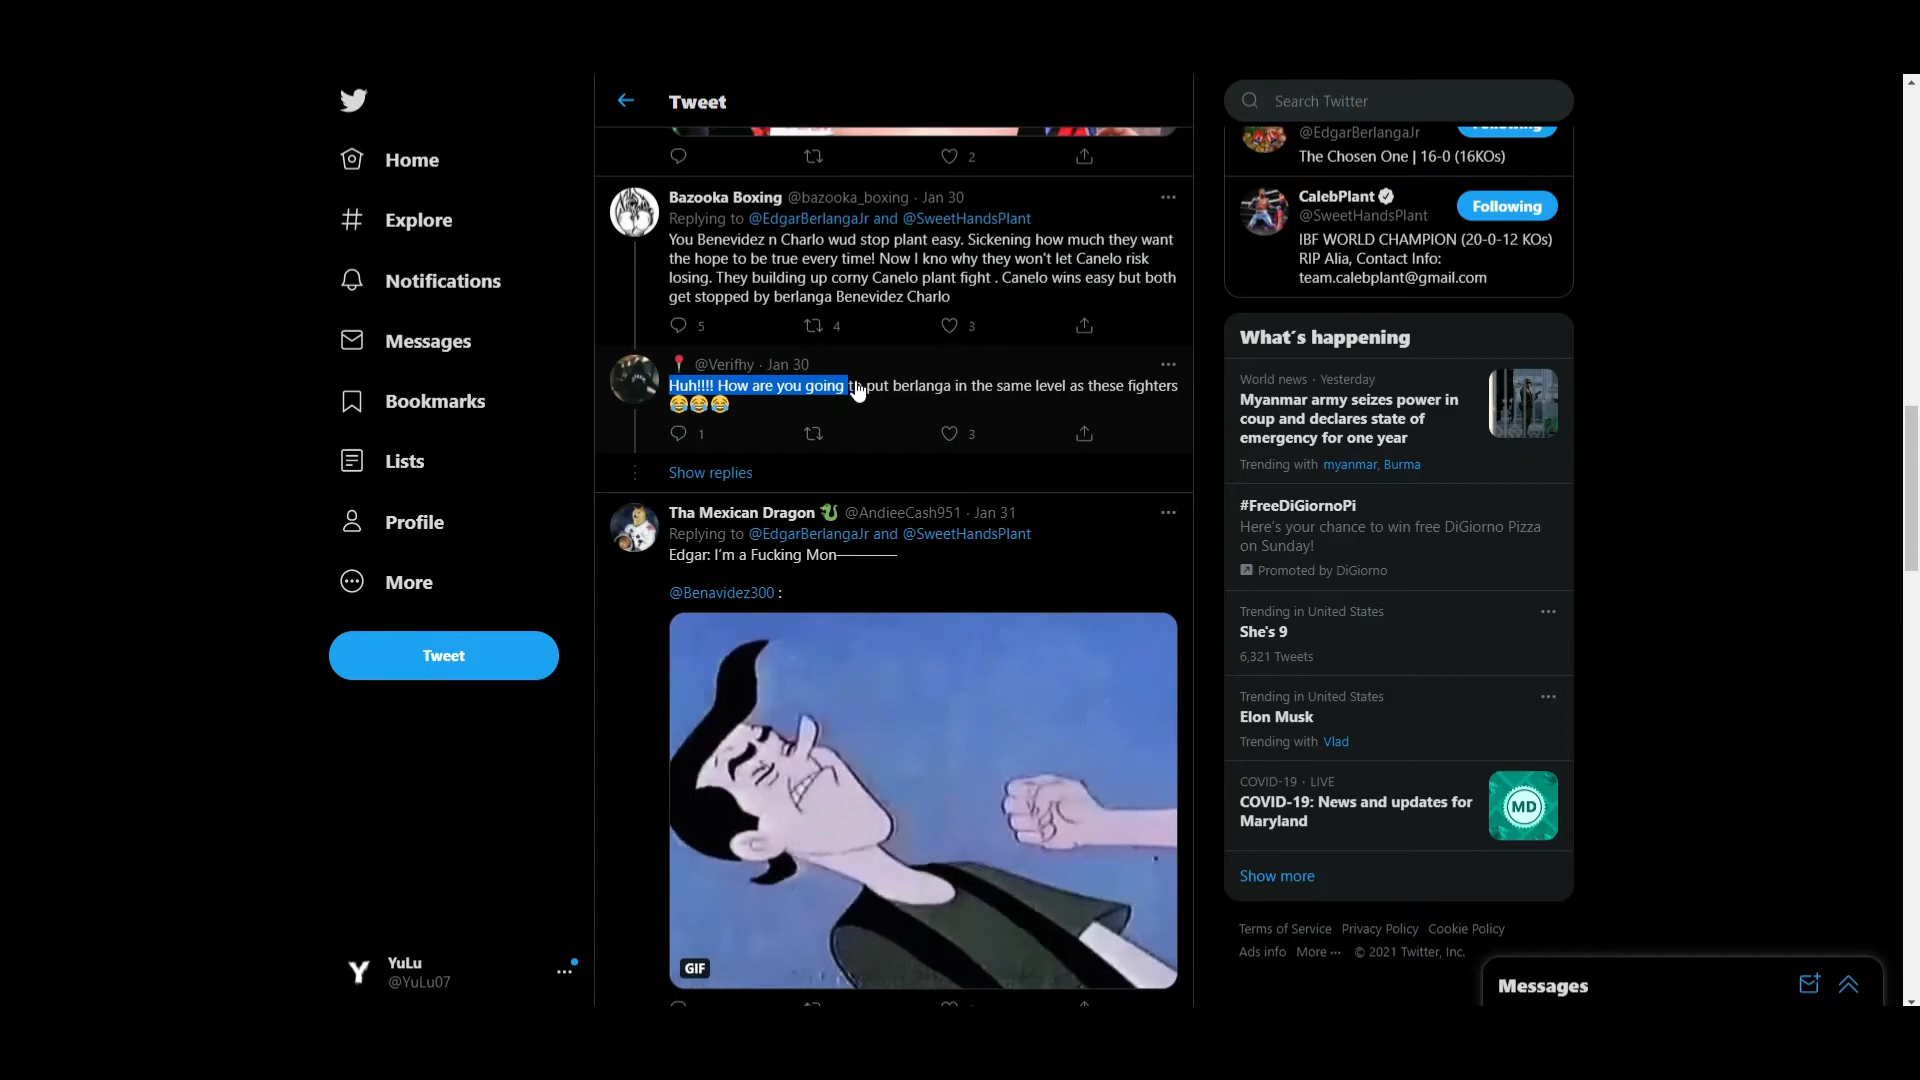 Home
Explore
Notifications
Messages
Bookmarks
Lists
Profile
More
Tweet
YuLu
@YuLu07
Tweet
2
Bazooka Boxing @bazooka_boxing · Jan 30
Replying to @EdgarBerlangaJr and @SweetHandsPlant
You Benevidez n Charlo wud stop plant easy. Sickening how much they want
the hope to be true every time! Now I kno why they won't let Canelo risk
losing. They building up corny Canelo plant fight . Canelo wins easy but both
get stopped by berlanga Benevidez Charlo
5 4 3
📍 @Verifhy · Jan 30
Huh!!!! How are you going to put berlanga in the same level as these fighters
😂😂😂
1 3
Show replies
Tha Mexican Dragon 🐉 @AndieeCash951 · Jan 31
Replying to @EdgarBerlangaJr and @SweetHandsPlant
Edgar: I'm a Fucking Mon————
@Benavidez300 :
GIF
Search Twitter
@EdgarBerlangaJr
Following
The Chosen One | 16-0 (16KOs)
CalebPlant
@SweetHandsPlant
Following
IBF WORLD CHAMPION (20-0-12 KOs)
RIP Alia, Contact Info:
team.calebplant@gmail.com
What's happening
World news · Yesterday
Myanmar army seizes power in
coup and declares state of
emergency for one year
Trending with myanmar, Burma
#FreeDiGiornoPi
Here's your chance to win free DiGiorno Pizza
on Sunday!
Promoted by DiGiorno
Trending in United States
She's 9
6,321 Tweets
Trending in United States
Elon Musk
Trending with Vlad
COVID-19 · LIVE
COVID-19: News and updates for
Maryland
MD
Show more
Terms of Service Privacy Policy Cookie Policy
Ads info More ··· © 2021 Twitter, Inc.
Messages